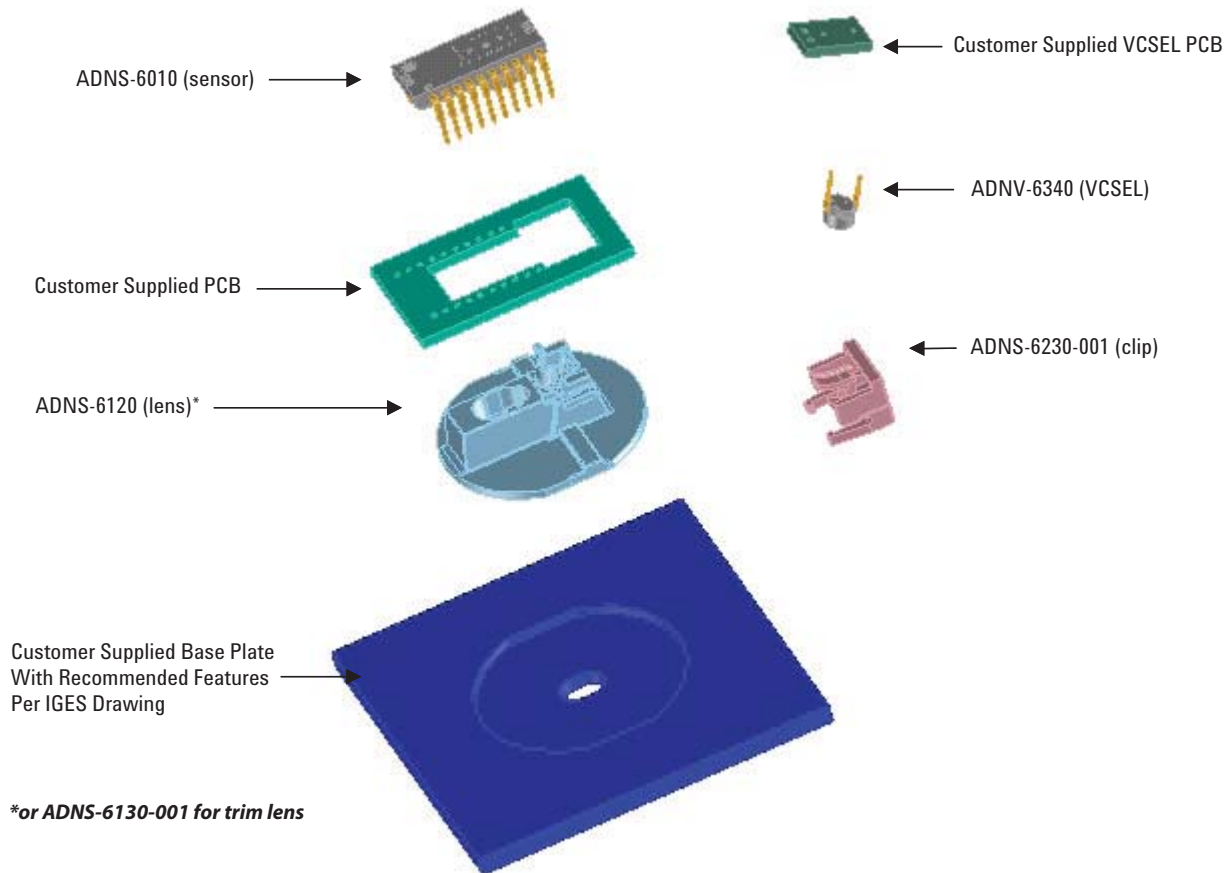 ADNS-6010 (sensor)
Customer Supplied VCSEL PCB
ADNV-6340 (VCSEL)
Customer Supplied PCB
ADNS-6230-001 (clip)
ADNS-6120 (lens)*
Customer Supplied Base Plate
With Recommended Features
Per IGES Drawing
*or ADNS-6130-001 for trim lens